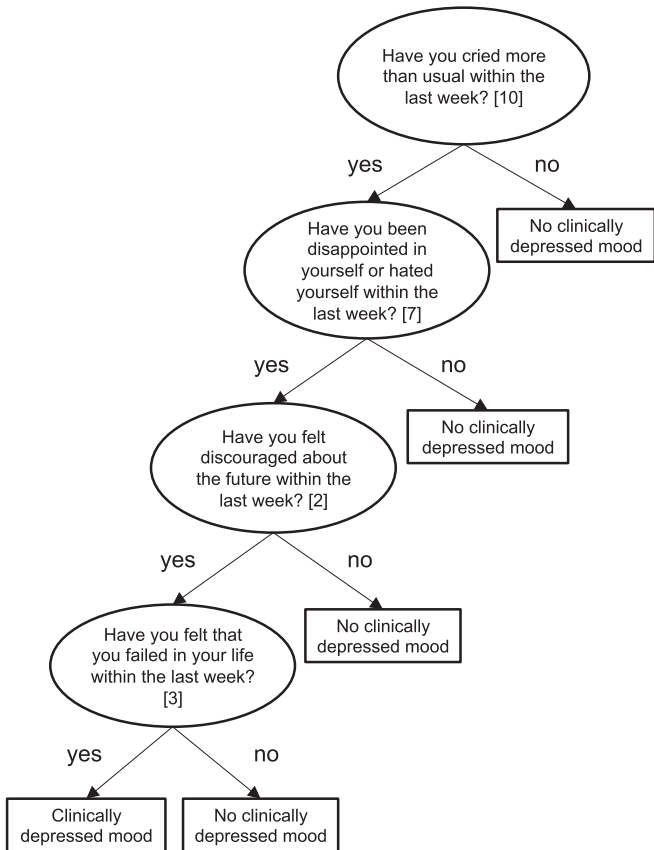 Have you cried more
than usual within the
last week? [10]
yes
no
Have you been
disappointed in
yourself or hated
yourself within the
last week? [7]
No clinically
depressed mood
yes
no
Have you felt
discouraged about
the future within the
last week? [2]
No clinically
depressed mood
yes
no
Have you felt that
you failed in your life
within the last week?
[3]
No clinically
depressed mood
yes
no
Clinically
depressed mood
No clinically
depressed mood